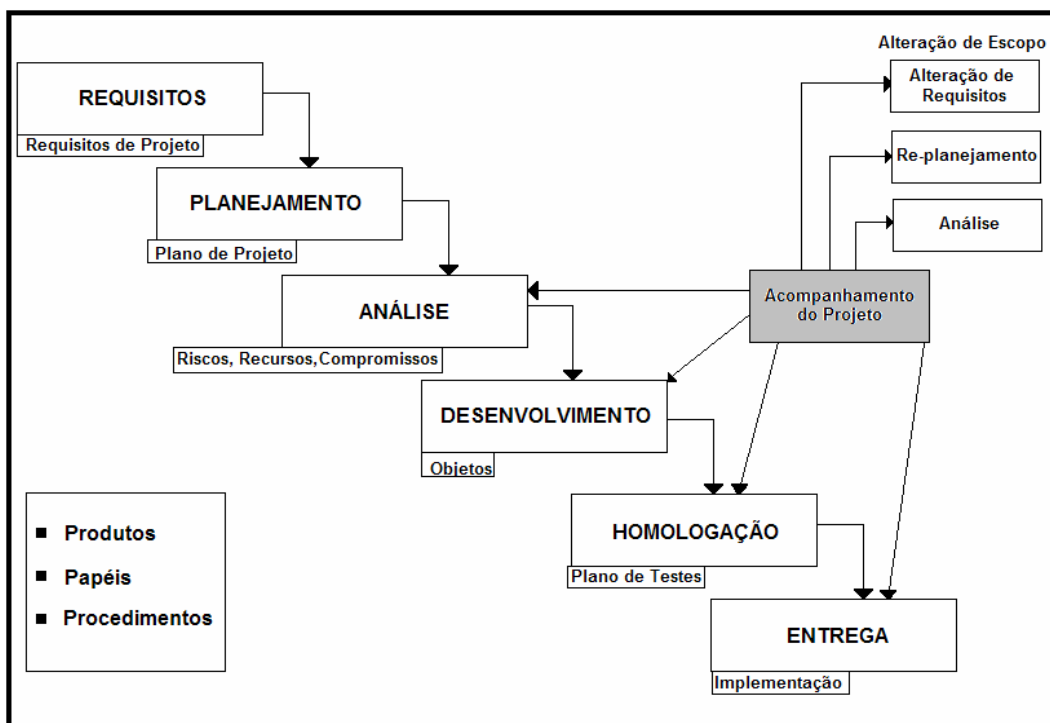 Alteração de Escopo
Alteração de
Requisitos
REQUISITOS
Requisitos de Projeto
Re-planejamento
PLANEJAMENTO
Plano de Projeto
Análise
ANÁLISE
Riscos, Recursos,Compromissos
Acompanhamento
do Projeto
DESENVOLVIMENTO
Objetos
HOMOLOGAÇÃO
Plano de Testes
ENTREGA
Implementação
Produtos
Papéis
Procedimentos